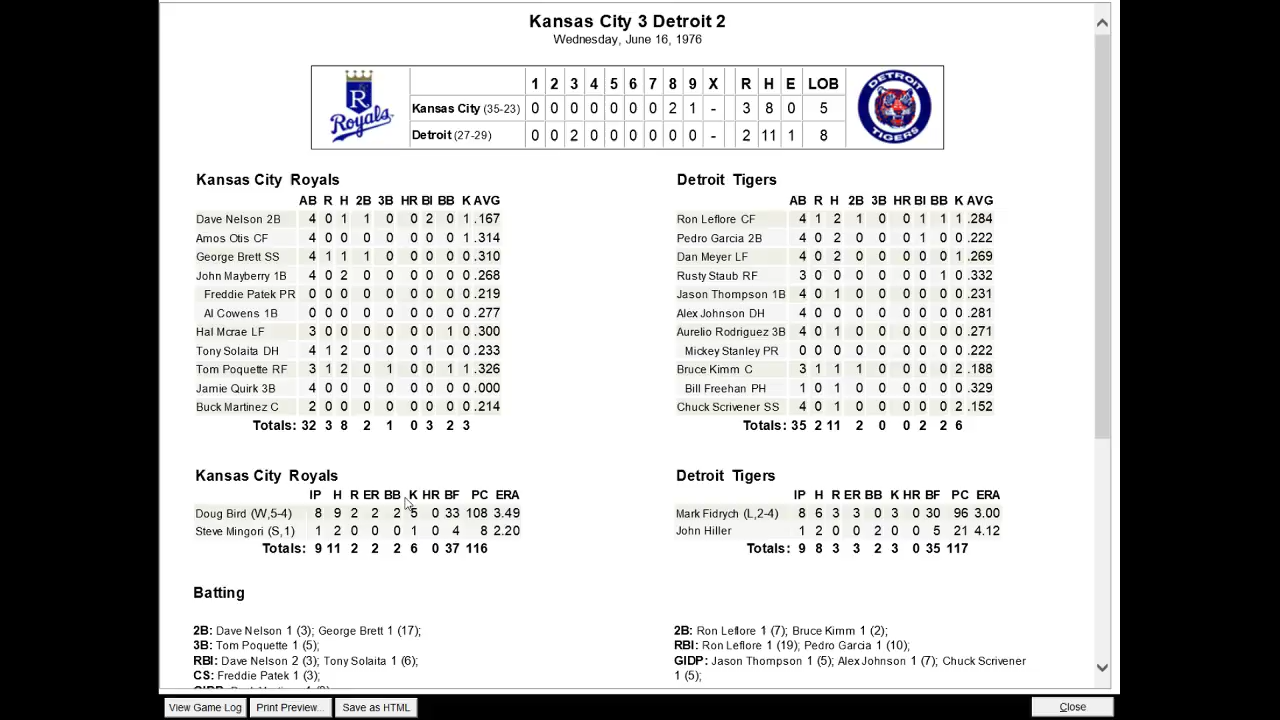 Kansas City 3 Detroit 2
Wednesday, June 16, 1976
1 2 3 4 5 6 7 8 9 X R H E LOB
Kansas City (35-23) 0 0 0 0 0 0 0 2 1 - 3 8 0 5
Detroit (27-29) 0 0 2 0 0 0 0 0 0 - 2 11 1 8
R
Royals
DETROIT
TIGERS
Kansas City Royals
AB R H 2B 3B HR BI BB K AVG
Dave Nelson 2B 4 0 1 1 0 0 2 0 1 .167
Amos Otis CF 4 0 0 0 0 0 0 0 1 .314
George Brett SS 4 1 1 1 0 0 0 0 0 .310
John Mayberry 1B 4 0 2 0 0 0 0 0 0 .268
Freddie Patek PR 0 0 0 0 0 0 0 0 0 .219
Al Cowens 1B 0 0 0 0 0 0 0 0 0 .277
Hal Mcrae LF 3 0 0 0 0 0 0 1 0 .300
Tony Solaita DH 4 1 2 0 0 0 1 0 0 .233
Tom Poquette RF 3 1 2 0 1 0 0 1 1 .326
Jamie Quirk 3B 4 0 0 0 0 0 0 0 0 .000
Buck Martinez C 2 0 0 0 0 0 0 0 0 .214
Totals: 32 3 8 2 1 0 3 2 3
Detroit Tigers
AB R H 2B 3B HR BI BB K AVG
Ron Leflore CF 4 1 2 1 0 0 1 1 1 .284
Pedro Garcia 2B 4 0 2 0 0 0 1 0 0 .222
Dan Meyer LF 4 0 2 0 0 0 0 0 1 .269
Rusty Staub RF 3 0 0 0 0 0 0 1 0 .332
Jason Thompson 1B 4 0 1 0 0 0 0 0 0 .231
Alex Johnson DH 4 0 0 0 0 0 0 0 0 .281
Aurelio Rodriguez 3B 4 0 1 0 0 0 0 0 0 .271
Mickey Stanley PR 0 0 0 0 0 0 0 0 0 .222
Bruce Kimm C 3 1 1 1 0 0 0 0 2 .188
Bill Freehan PH 1 0 1 0 0 0 0 0 0 .329
Chuck Scrivener SS 4 0 1 0 0 0 0 0 2 .152
Totals: 35 2 11 2 0 0 2 2 6
Kansas City Royals
IP H R ER BB K HR BF PC ERA
Doug Bird (W,5-4) 8 9 2 2 2 5 0 33 108 3.49
Steve Mingori (S,1) 1 2 0 0 0 1 0 4 8 2.20
Totals: 9 11 2 2 2 6 0 37 116
Detroit Tigers
IP H R ER BB K HR BF PC ERA
Mark Fidrych (L,2-4) 8 6 3 3 0 3 0 30 96 3.00
John Hiller 1 2 0 0 2 0 0 5 21 4.12
Totals: 9 8 3 3 2 3 0 35 117
Batting
2B: Dave Nelson 1 (3); George Brett 1 (17);
3B: Tom Poquette 1 (5);
RBI: Dave Nelson 2 (3); Tony Solaita 1 (6);
CS: Freddie Patek 1 (3);
2B: Ron Leflore 1 (7); Bruce Kimm 1 (2);
RBI: Ron Leflore 1 (19); Pedro Garcia 1 (10);
GIDP: Jason Thompson 1 (5); Alex Johnson 1 (7); Chuck Scrivener
1 (5);
View Game Log Print Preview... Save as HTML Close